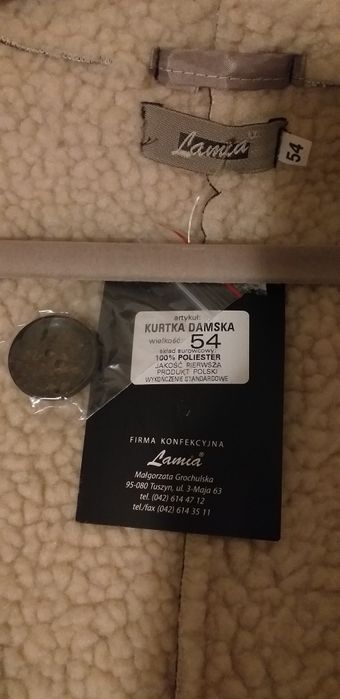 Lamia
54
artykuł:
KURTKA DAMSKA
wielkość: 54
skład surowcowy:
100% POLIESTER
JAKOŚĆ PIERWSZA
PRODUKT POLSKI
WYKOŃCZENIE STANDARDOWE
FIRMA KONFEKCYJNA
Lamia®
Małgorzata Grochulska
95-080 Tuszyn, ul. 3-Maja 63
tel. (042) 614 47 12
tel./fax (042) 614 35 11